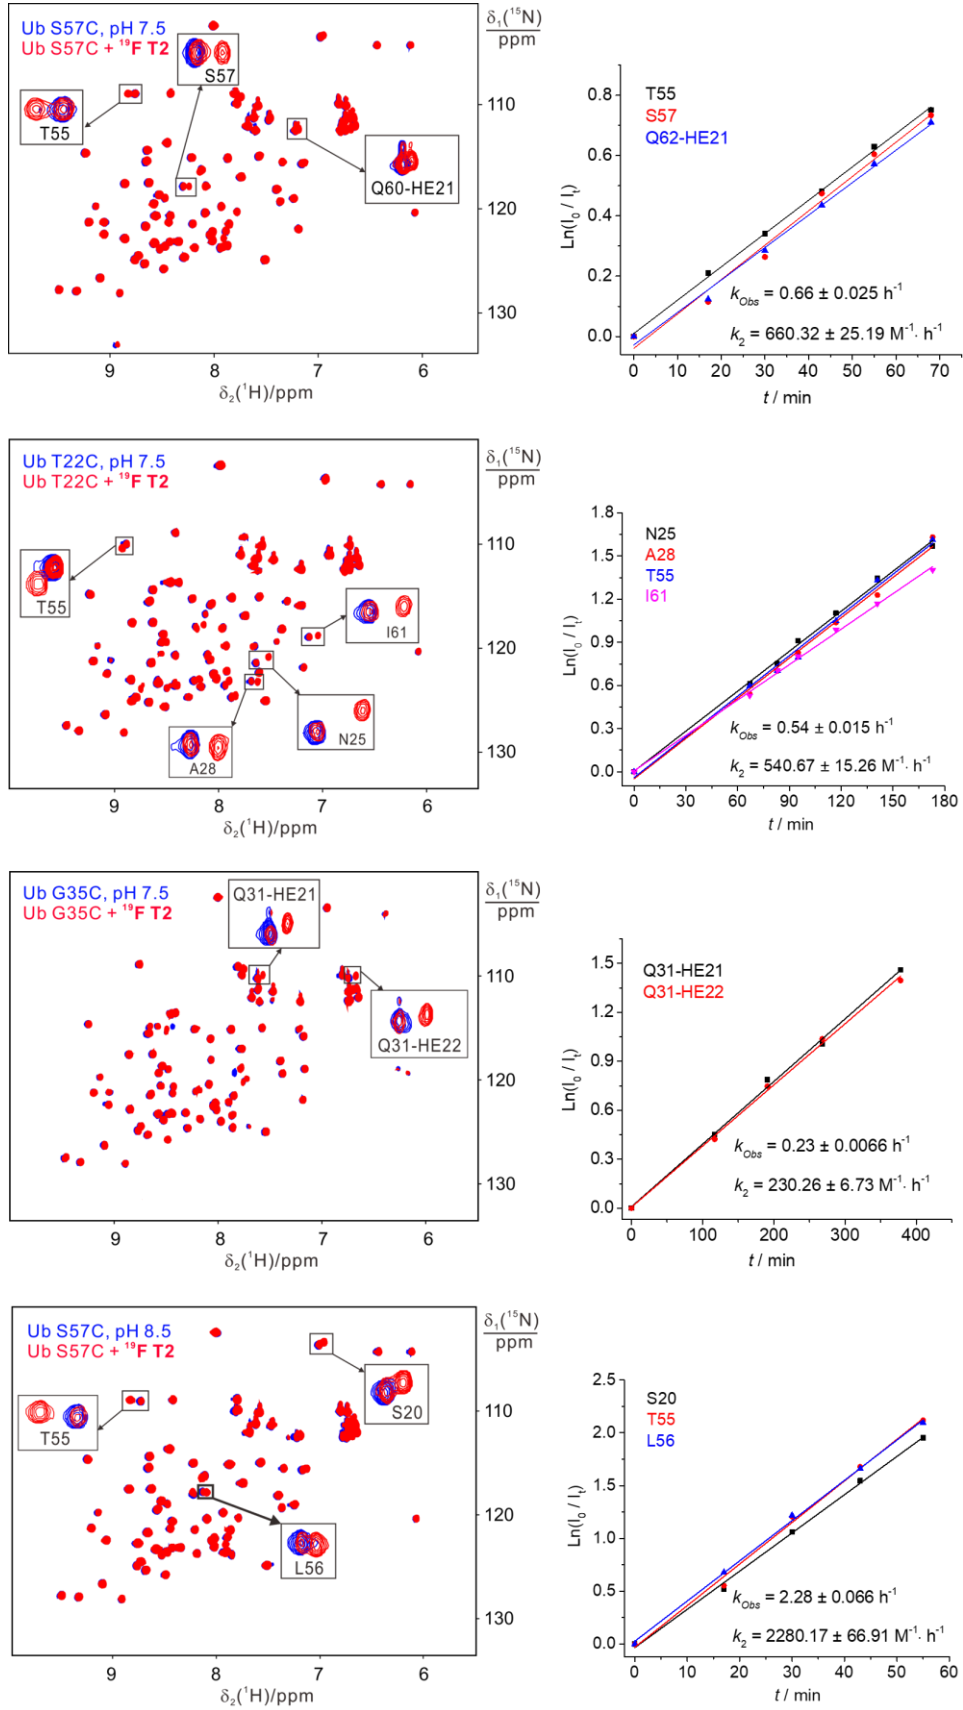 Ub S57C, pH 7.5
Ub S57C + ¹⁹F T2
S57
T55
Q60-HE21
δ₁(¹⁵N)
ppm
110
120
130
9 8 7 6
δ₂(¹H)/ppm
T55
S57
Q62-HE21
Ln(I₀ / Iₜ)
0.8
0.6
0.4
0.2
0.0
k_Obs = 0.66 ± 0.025 h⁻¹
k₂ = 660.32 ± 25.19 M⁻¹· h⁻¹
0 10 20 30 40 50 60 70
t / min
Ub T22C, pH 7.5
Ub T22C + ¹⁹F T2
T55
I61
N25
A28
δ₁(¹⁵N)
ppm
110
120
130
9 8 7 6
δ₂(¹H)/ppm
N25
A28
T55
I61
Ln(I₀ / Iₜ)
1.8
1.5
1.2
0.9
0.6
0.3
0.0
k_Obs = 0.54 ± 0.015 h⁻¹
k₂ = 540.67 ± 15.26 M⁻¹· h⁻¹
0 30 60 90 120 150 180
t / min
Ub G35C, pH 7.5
Ub G35C + ¹⁹F T2
Q31-HE21
Q31-HE22
δ₁(¹⁵N)
ppm
110
120
130
9 8 7 6
δ₂(¹H)/ppm
Q31-HE21
Q31-HE22
Ln(I₀ / Iₜ)
1.5
1.2
0.9
0.6
0.3
0.0
k_Obs = 0.23 ± 0.0066 h⁻¹
k₂ = 230.26 ± 6.73 M⁻¹· h⁻¹
0 100 200 300 400
t / min
Ub S57C, pH 8.5
Ub S57C + ¹⁹F T2
S20
T55
L56
δ₁(¹⁵N)
ppm
110
120
130
9 8 7 6
δ₂(¹H)/ppm
S20
T55
L56
Ln(I₀ / Iₜ)
2.5
2.0
1.5
1.0
0.5
0.0
k_Obs = 2.28 ± 0.066 h⁻¹
k₂ = 2280.17 ± 66.91 M⁻¹· h⁻¹
0 10 20 30 40 50 60
t / min